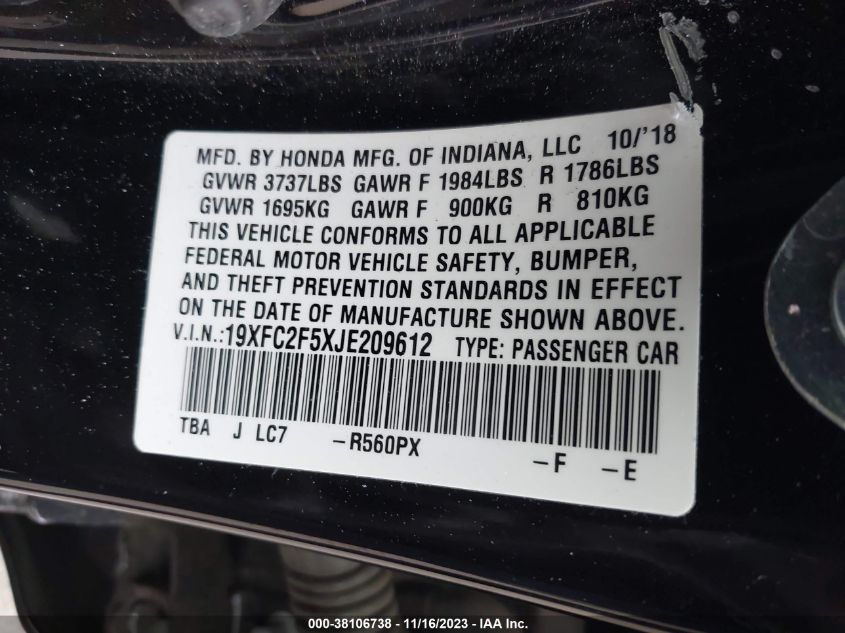 MFD. BY HONDA MFG. OF INDIANA, LLC 10/'18
GVWR 3737LBS GAWR F 1984LBS R 1786LBS
GVWR 1695KG GAWR F 900KG R 810KG
THIS VEHICLE CONFORMS TO ALL APPLICABLE
FEDERAL MOTOR VEHICLE SAFETY, BUMPER,
AND THEFT PREVENTION STANDARDS IN EFFECT
ON THE DATE OF MANUFACTURE SHOWN ABOVE.
V.I.N.:19XFC2F5XJE209612 TYPE: PASSENGER CAR
TBA J LC7 -R560PX -F -E
000-38106738 - 11/16/2023 - IAA Inc.